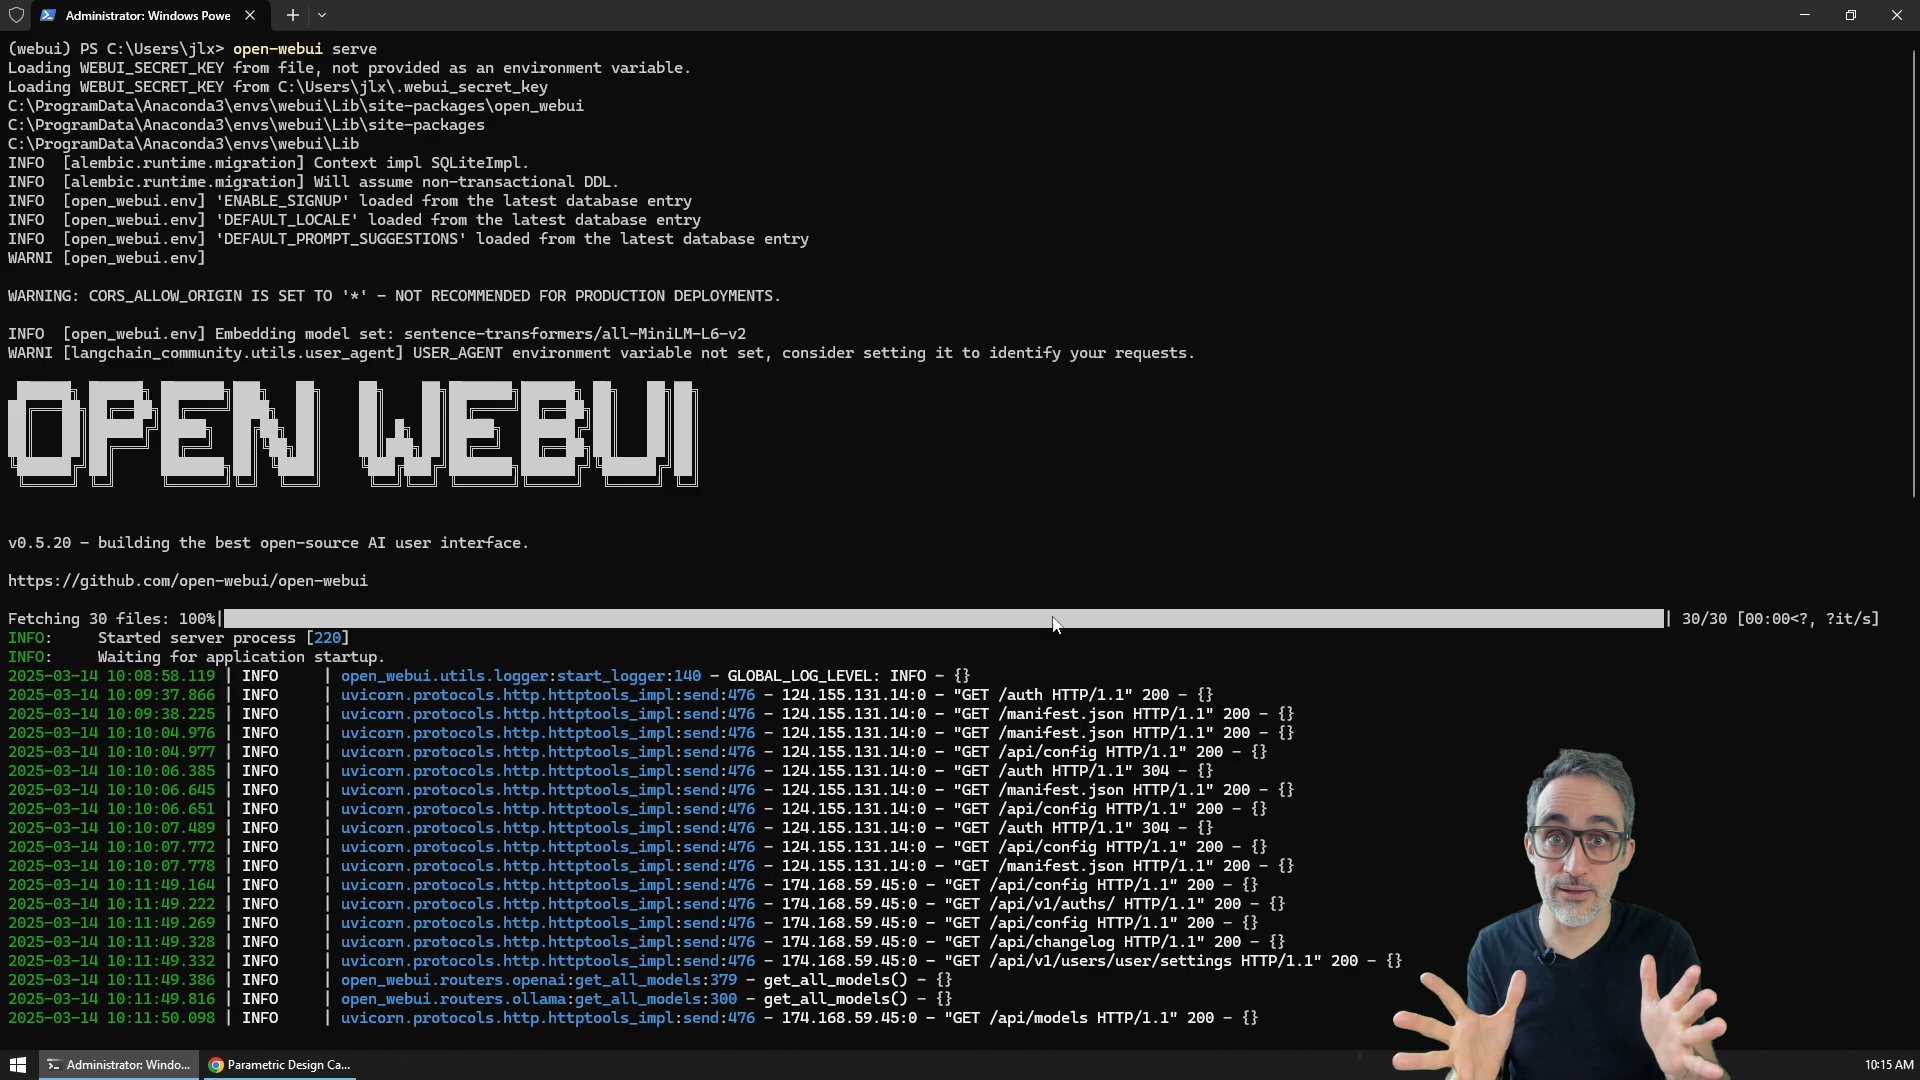 Administrator: Windows Powe
(webui) PS C:\Users\jlx> open-webui serve
Loading WEBUI_SECRET_KEY from file, not provided as an environment variable.
Loading WEBUI_SECRET_KEY from C:\Users\jlx\.webui_secret_key
C:\ProgramData\Anaconda3\envs\webui\Lib\site-packages\open_webui
C:\ProgramData\Anaconda3\envs\webui\Lib\site-packages
C:\ProgramData\Anaconda3\envs\webui\Lib
INFO  [alembic.runtime.migration] Context impl SQLiteImpl.
INFO  [alembic.runtime.migration] Will assume non-transactional DDL.
INFO  [open_webui.env] 'ENABLE_SIGNUP' loaded from the latest database entry
INFO  [open_webui.env] 'DEFAULT_LOCALE' loaded from the latest database entry
INFO  [open_webui.env] 'DEFAULT_PROMPT_SUGGESTIONS' loaded from the latest database entry
WARNI [open_webui.env]
WARNING: CORS_ALLOW_ORIGIN IS SET TO '*' - NOT RECOMMENDED FOR PRODUCTION DEPLOYMENTS.
INFO  [open_webui.env] Embedding model set: sentence-transformers/all-MiniLM-L6-v2
WARNI [langchain_community.utils.user_agent] USER_AGENT environment variable not set, consider setting it to identify your requests.
OPEN WEBUI
v0.5.20 - building the best open-source AI user interface.
https://github.com/open-webui/open-webui
Fetching 30 files: 100%| | 30/30 [00:00<?, ?it/s]
INFO:     Started server process [220]
INFO:     Waiting for application startup.
2025-03-14 10:08:58.119 | INFO     | open_webui.utils.logger:start_logger:140 - GLOBAL_LOG_LEVEL: INFO - {}
2025-03-14 10:09:37.866 | INFO     | uvicorn.protocols.http.httptools_impl:send:476 - 124.155.131.14:0 - "GET /auth HTTP/1.1" 200 - {}
2025-03-14 10:09:38.225 | INFO     | uvicorn.protocols.http.httptools_impl:send:476 - 124.155.131.14:0 - "GET /manifest.json HTTP/1.1" 200 - {}
2025-03-14 10:10:04.976 | INFO     | uvicorn.protocols.http.httptools_impl:send:476 - 124.155.131.14:0 - "GET /manifest.json HTTP/1.1" 200 - {}
2025-03-14 10:10:04.977 | INFO     | uvicorn.protocols.http.httptools_impl:send:476 - 124.155.131.14:0 - "GET /api/config HTTP/1.1" 200 - {}
2025-03-14 10:10:06.385 | INFO     | uvicorn.protocols.http.httptools_impl:send:476 - 124.155.131.14:0 - "GET /auth HTTP/1.1" 304 - {}
2025-03-14 10:10:06.645 | INFO     | uvicorn.protocols.http.httptools_impl:send:476 - 124.155.131.14:0 - "GET /manifest.json HTTP/1.1" 200 - {}
2025-03-14 10:10:06.651 | INFO     | uvicorn.protocols.http.httptools_impl:send:476 - 124.155.131.14:0 - "GET /api/config HTTP/1.1" 200 - {}
2025-03-14 10:10:07.489 | INFO     | uvicorn.protocols.http.httptools_impl:send:476 - 124.155.131.14:0 - "GET /auth HTTP/1.1" 304 - {}
2025-03-14 10:10:07.772 | INFO     | uvicorn.protocols.http.httptools_impl:send:476 - 124.155.131.14:0 - "GET /api/config HTTP/1.1" 200 - {}
2025-03-14 10:10:07.778 | INFO     | uvicorn.protocols.http.httptools_impl:send:476 - 124.155.131.14:0 - "GET /manifest.json HTTP/1.1" 200 - {}
2025-03-14 10:11:49.164 | INFO     | uvicorn.protocols.http.httptools_impl:send:476 - 174.168.59.45:0 - "GET /api/config HTTP/1.1" 200 - {}
2025-03-14 10:11:49.222 | INFO     | uvicorn.protocols.http.httptools_impl:send:476 - 174.168.59.45:0 - "GET /api/v1/auths/ HTTP/1.1" 200 - {}
2025-03-14 10:11:49.269 | INFO     | uvicorn.protocols.http.httptools_impl:send:476 - 174.168.59.45:0 - "GET /api/config HTTP/1.1" 200 - {}
2025-03-14 10:11:49.328 | INFO     | uvicorn.protocols.http.httptools_impl:send:476 - 174.168.59.45:0 - "GET /api/changelog HTTP/1.1" 200 - {}
2025-03-14 10:11:49.332 | INFO     | uvicorn.protocols.http.httptools_impl:send:476 - 174.168.59.45:0 - "GET /api/v1/users/user/settings HTTP/1.1" 200 - {}
2025-03-14 10:11:49.386 | INFO     | open_webui.routers.openai:get_all_models:379 - get_all_models() - {}
2025-03-14 10:11:49.816 | INFO     | open_webui.routers.ollama:get_all_models:300 - get_all_models() - {}
2025-03-14 10:11:50.098 | INFO     | uvicorn.protocols.http.httptools_impl:send:476 - 174.168.59.45:0 - "GET /api/models HTTP/1.1" 200 - {}
Administrator: Windo...
Parametric Design Ca...
10:15 AM